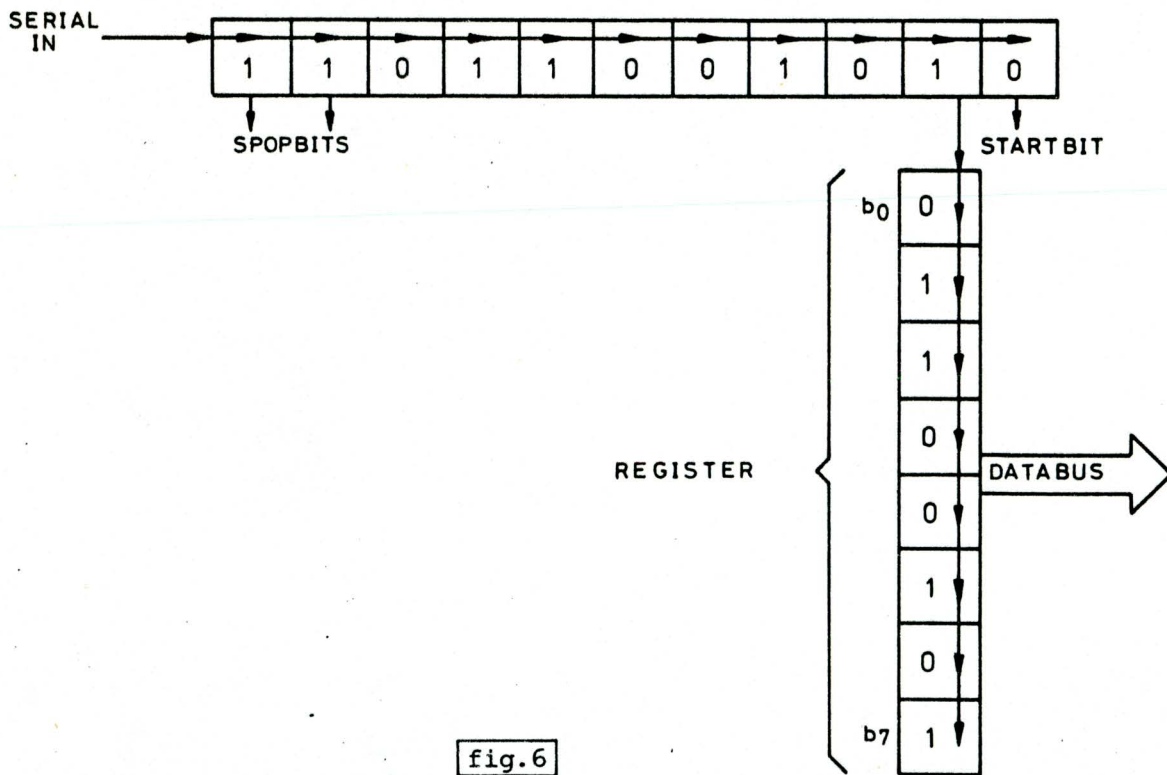 SERIAL
IN
1 1 0 1 1 0 0 1 0 1 0
SPOPBITS
STARTBIT
b0 0
1
1
0
REGISTER
DATABUS
0
1
0
b7 1
fig.6